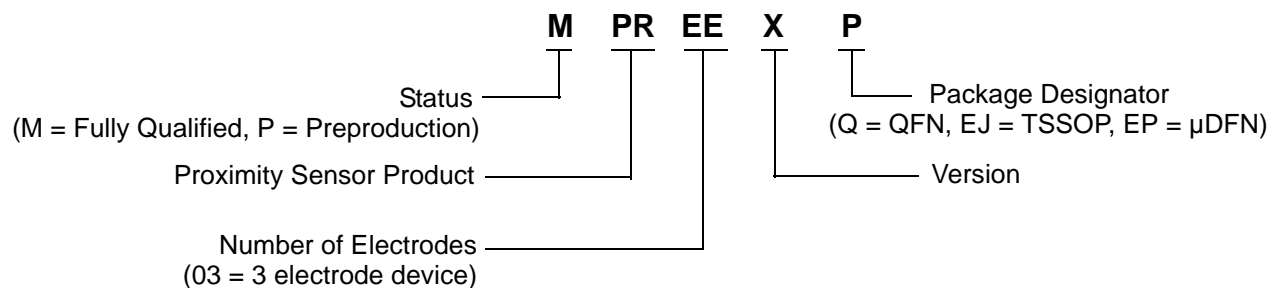 M PR EE X P
Status
(M = Fully Qualified, P = Preproduction)
Package Designator
(Q = QFN, EJ = TSSOP, EP = µDFN)
Proximity Sensor Product
Version
Number of Electrodes
(03 = 3 electrode device)